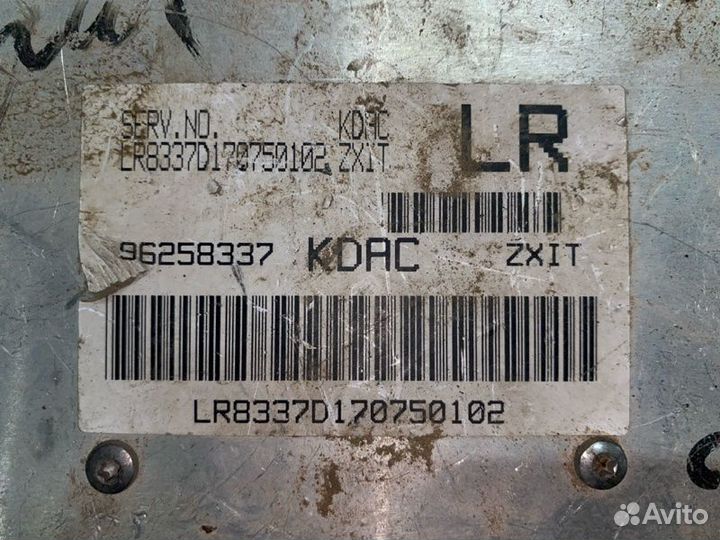 SERV.NO. KDAC LR
LR8337D170750102 ZXIT
96258337 KDAC ZXIT
LR8337D170750102
Avito